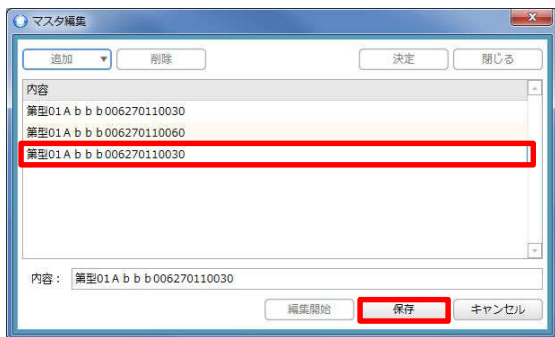 マスタ編集
追加 削除 決定 閉じる
内容
第型01Ａｂｂｂ006270110030
第型01Ａｂｂｂ006270110060
第型01Ａｂｂｂ006270110030
内容： 第型01Ａｂｂｂ006270110030
編集開始 保存 キャンセル